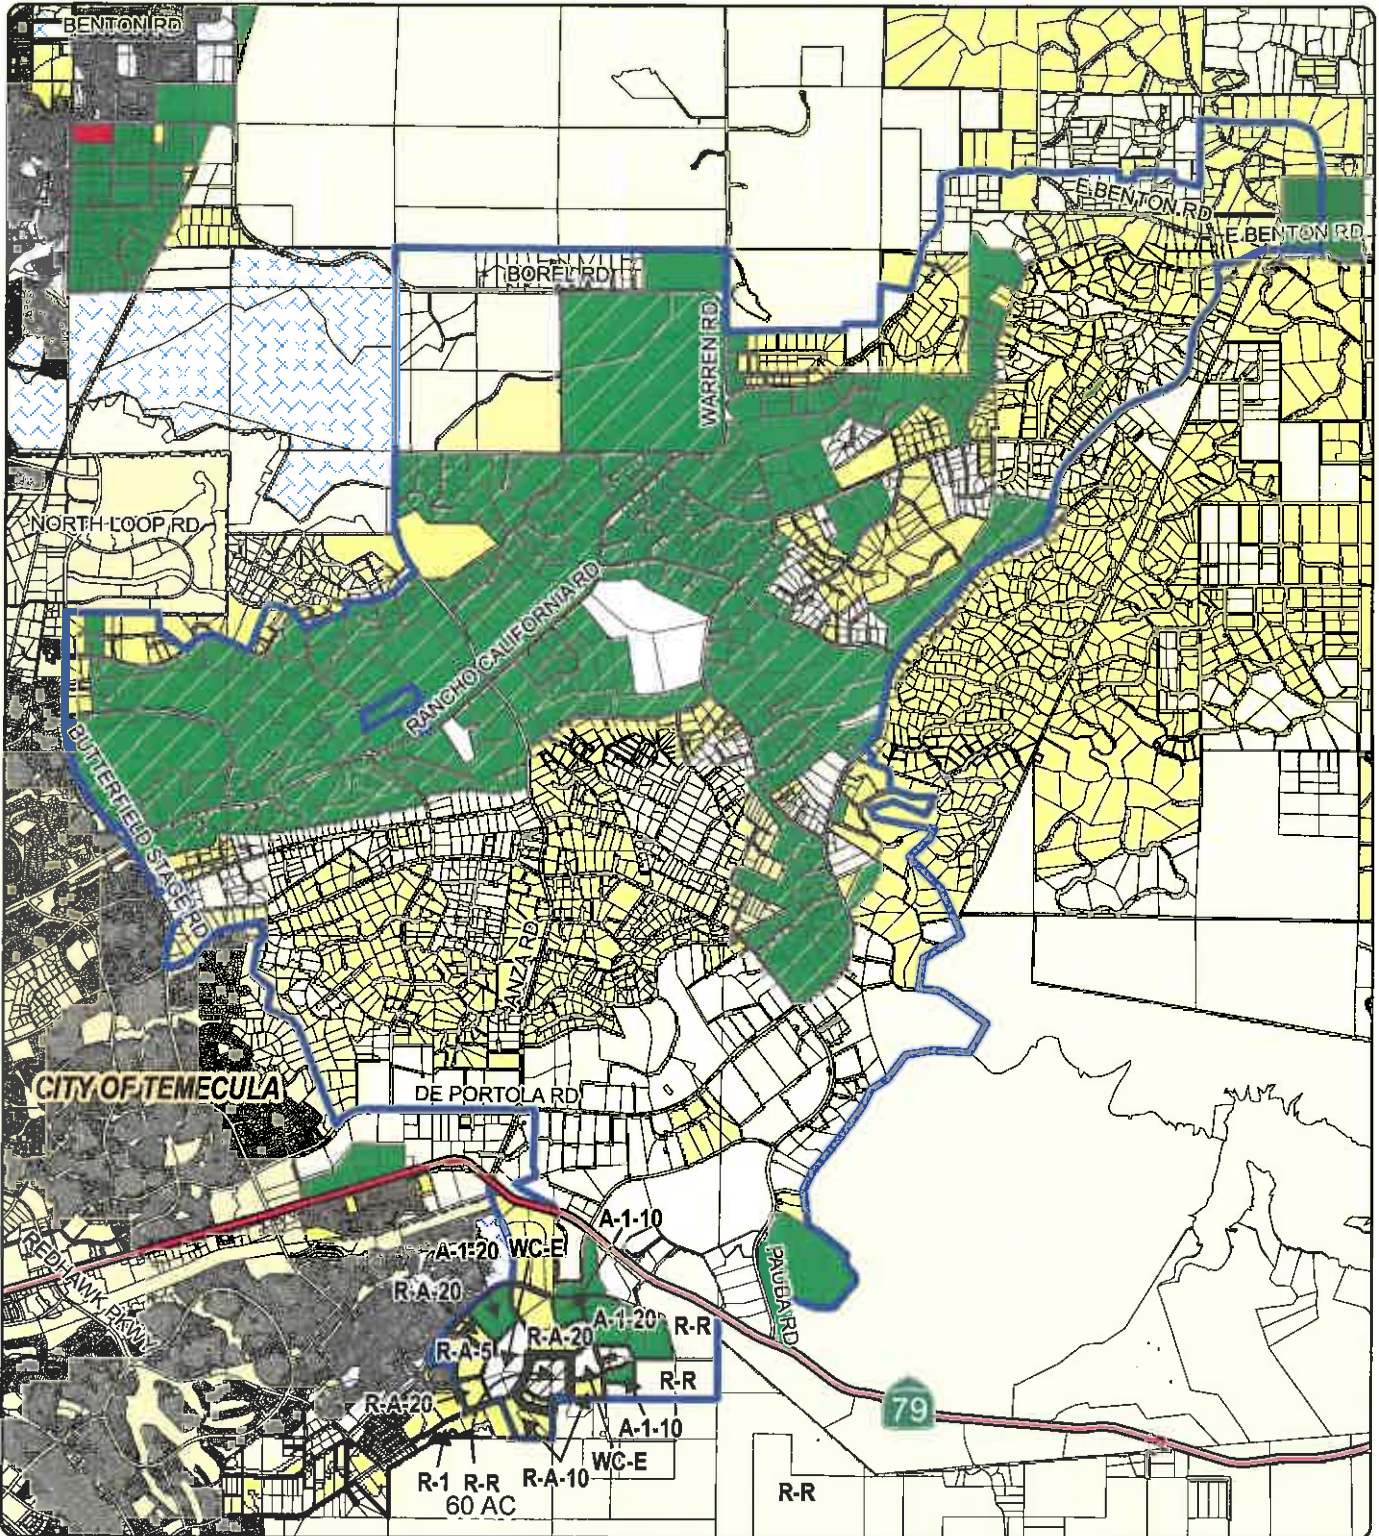 BENTON RD
E.BENTON RD
E.BENTON RD
BOREL RD
WARREN RD
NORTH LOOP RD
RANCHO CALIFORNIA RD
BUTTERFIELD STAGE RD
ANZA RD
CITY OF TEMECULA
DE PORTOLA RD
A-1-10
A-1-20 WC-E
REDHAWK PKWY
R-A-20
PAUBA RD
A-1-20
R-R
R-A-20
R-A-5
R-R
R-A-20
79
A-1-10
WC-E
R-1 R-R R-A-10
60 AC
R-R